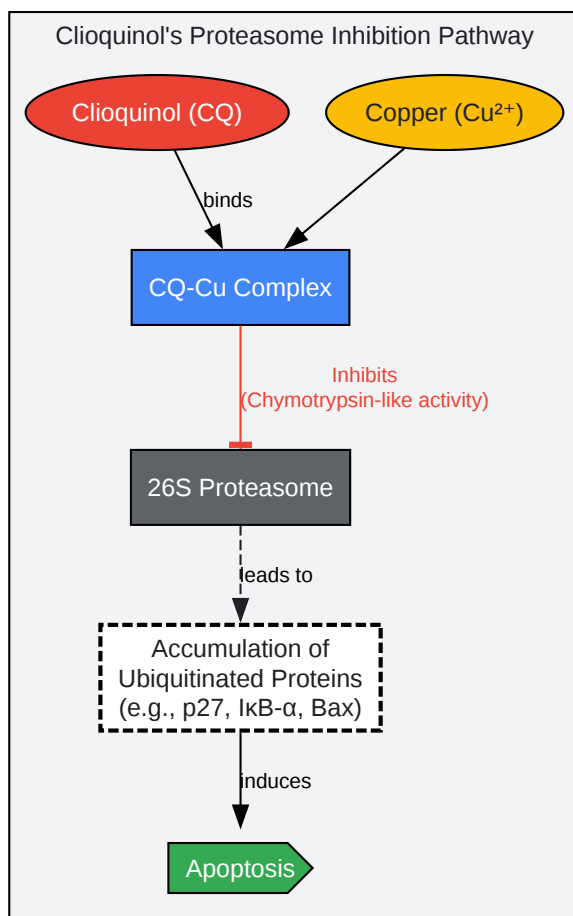 Clioquinol's Proteasome Inhibition Pathway
Clioquinol (CQ)
Copper (Cu²⁺)
binds
CQ-Cu Complex
Inhibits
(Chymotrypsin-like activity)
26S Proteasome
leads to
Accumulation of
Ubiquitinated Proteins
(e.g., p27, IκB-α, Bax)
induces
Apoptosis